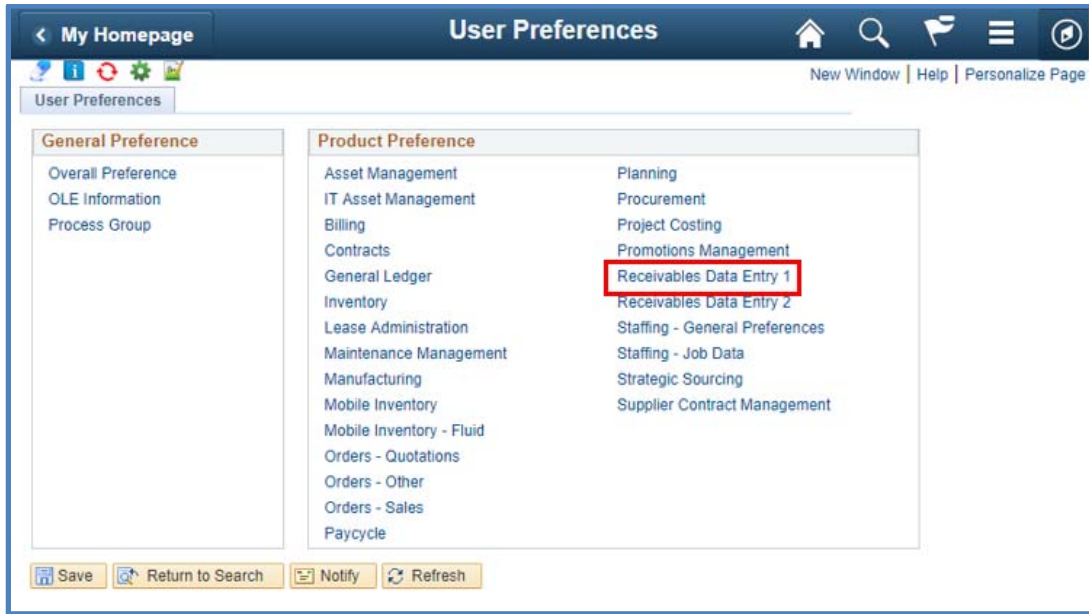 My Homepage
User Preferences
New Window | Help | Personalize Page
User Preferences
General Preference
Overall Preference
OLE Information
Process Group
Product Preference
Asset Management
IT Asset Management
Billing
Contracts
General Ledger
Inventory
Lease Administration
Maintenance Management
Manufacturing
Mobile Inventory
Mobile Inventory - Fluid
Orders - Quotations
Orders - Other
Orders - Sales
Paycycle
Planning
Procurement
Project Costing
Promotions Management
Receivables Data Entry 1
Receivables Data Entry 2
Staffing - General Preferences
Staffing - Job Data
Strategic Sourcing
Supplier Contract Management
Save
Return to Search
Notify
Refresh